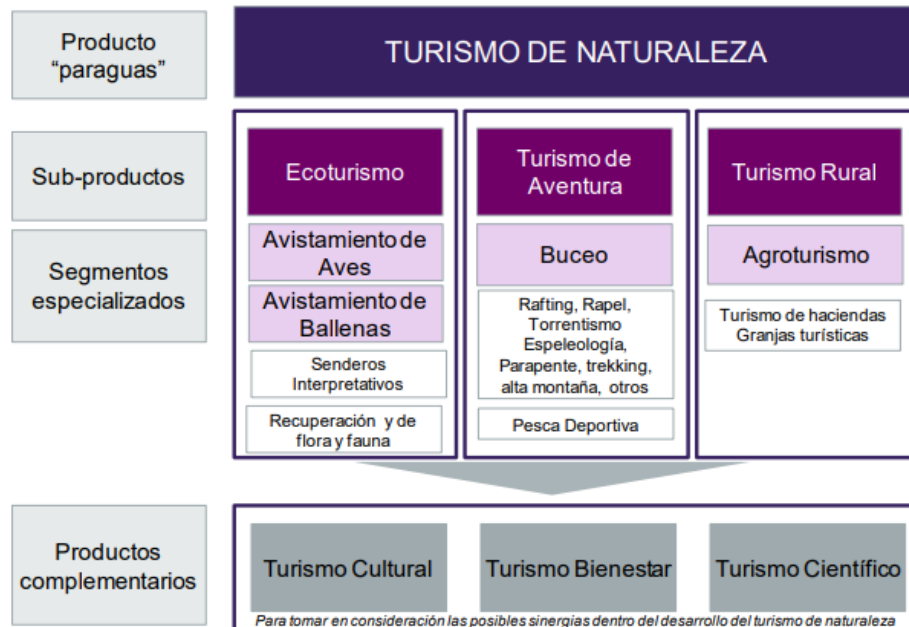 Producto
“paraguas”
TURISMO DE NATURALEZA
Sub-productos
Ecoturismo
Turismo de
Aventura
Turismo Rural
Segmentos
especializados
Avistamiento de
Aves
Avistamiento de
Ballenas
Senderos
Interpretativos
Recuperación y de
flora y fauna
Buceo
Rafting, Rapel,
Torrentismo
Espeleología,
Parapente, trekking,
alta montaña, otros
Pesca Deportiva
Agroturismo
Turismo de haciendas
Granjas turísticas
Productos
complementarios
Turismo Cultural
Turismo Bienestar
Turismo Científico
Para tomar en consideración las posibles sinergias dentro del desarrollo del turismo de naturaleza